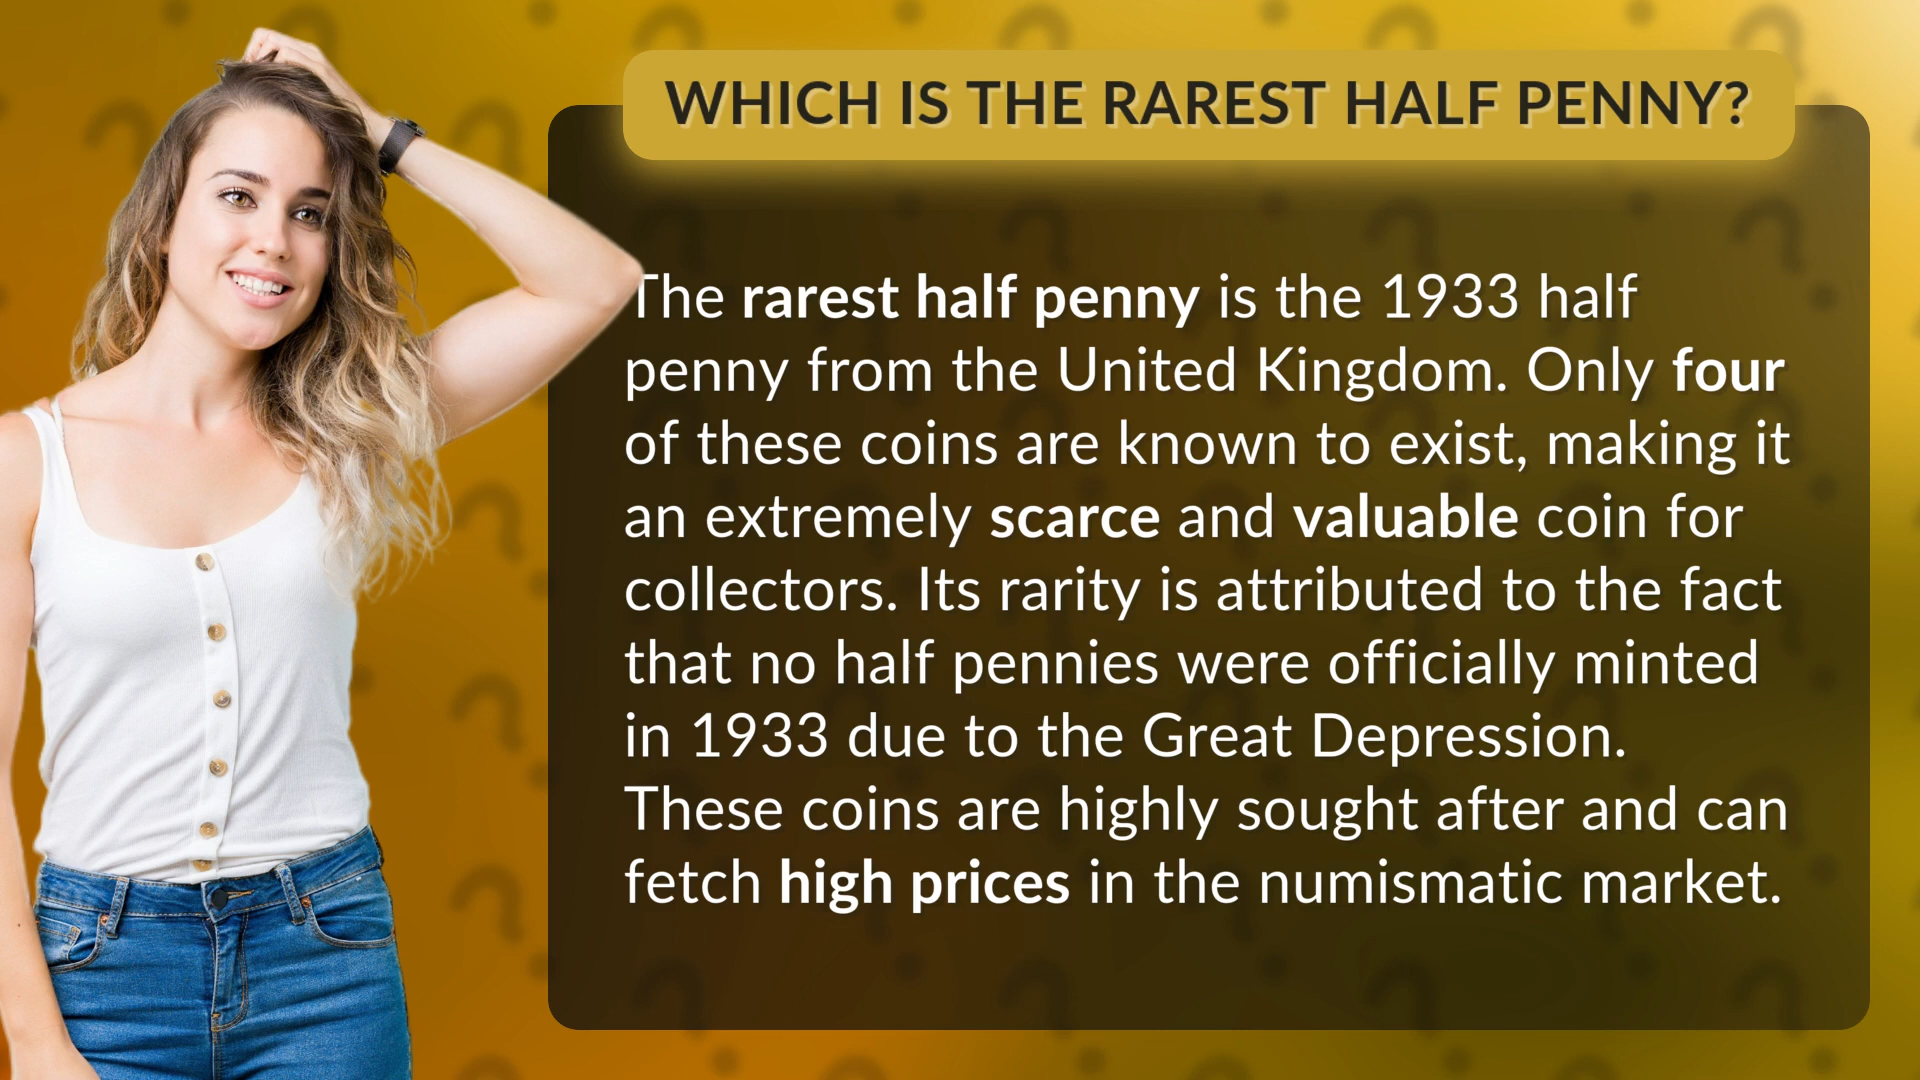 WHICH IS THE RAREST HALF PENNY?
The rarest half penny is the 1933 half
penny from the United Kingdom. Only four
of these coins are known to exist, making it
an extremely scarce and valuable coin for
collectors. Its rarity is attributed to the fact
that no half pennies were officially minted
in 1933 due to the Great Depression.
These coins are highly sought after and can
fetch high prices in the numismatic market.